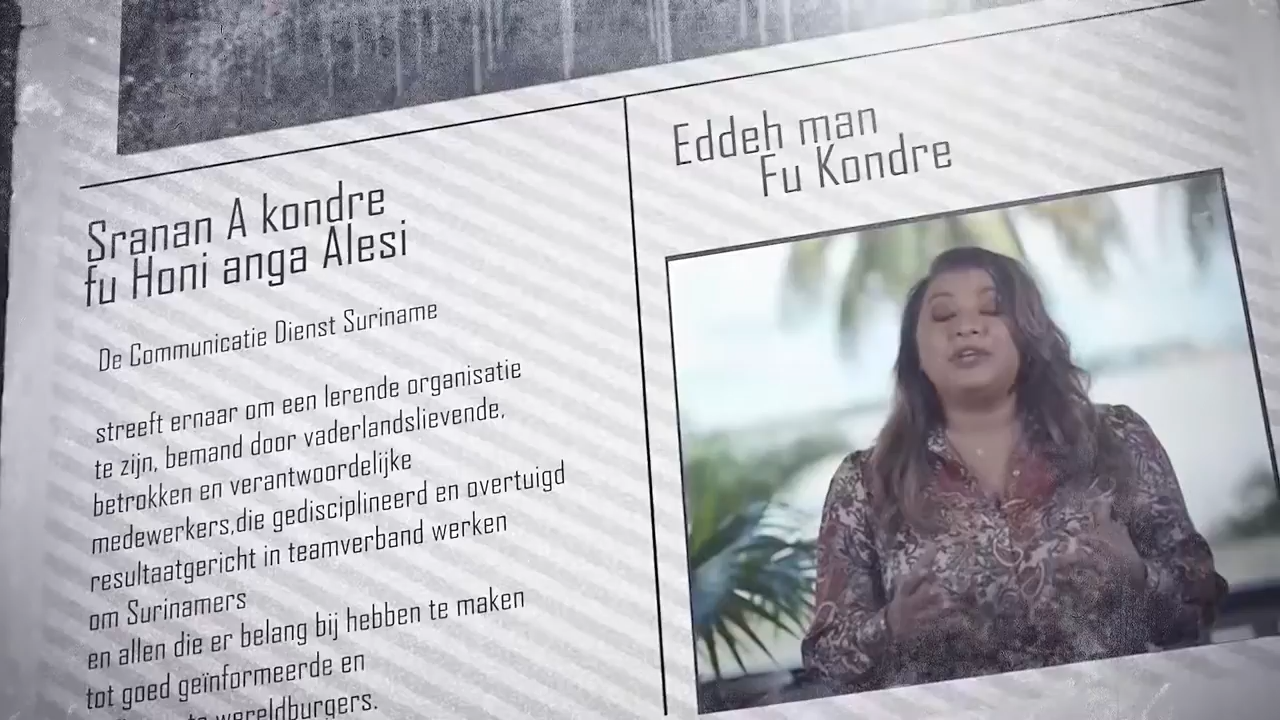 Sranan A kondre
fu Honi anga Alesi
De Communicatie Dienst Suriname
streeft ernaar om een lerende organisatie
te zijn, bemand door vaderlandslievende,
betrokken en verantwoordelijke
medewerkers,die gedisciplineerd en overtuigd
resultaatgericht in teamverband werken
om Surinamers
en allen die er belang bij hebben te maken
tot goed geïnformeerde en
wereldburgers.
Eddeh man
Fu Kondre